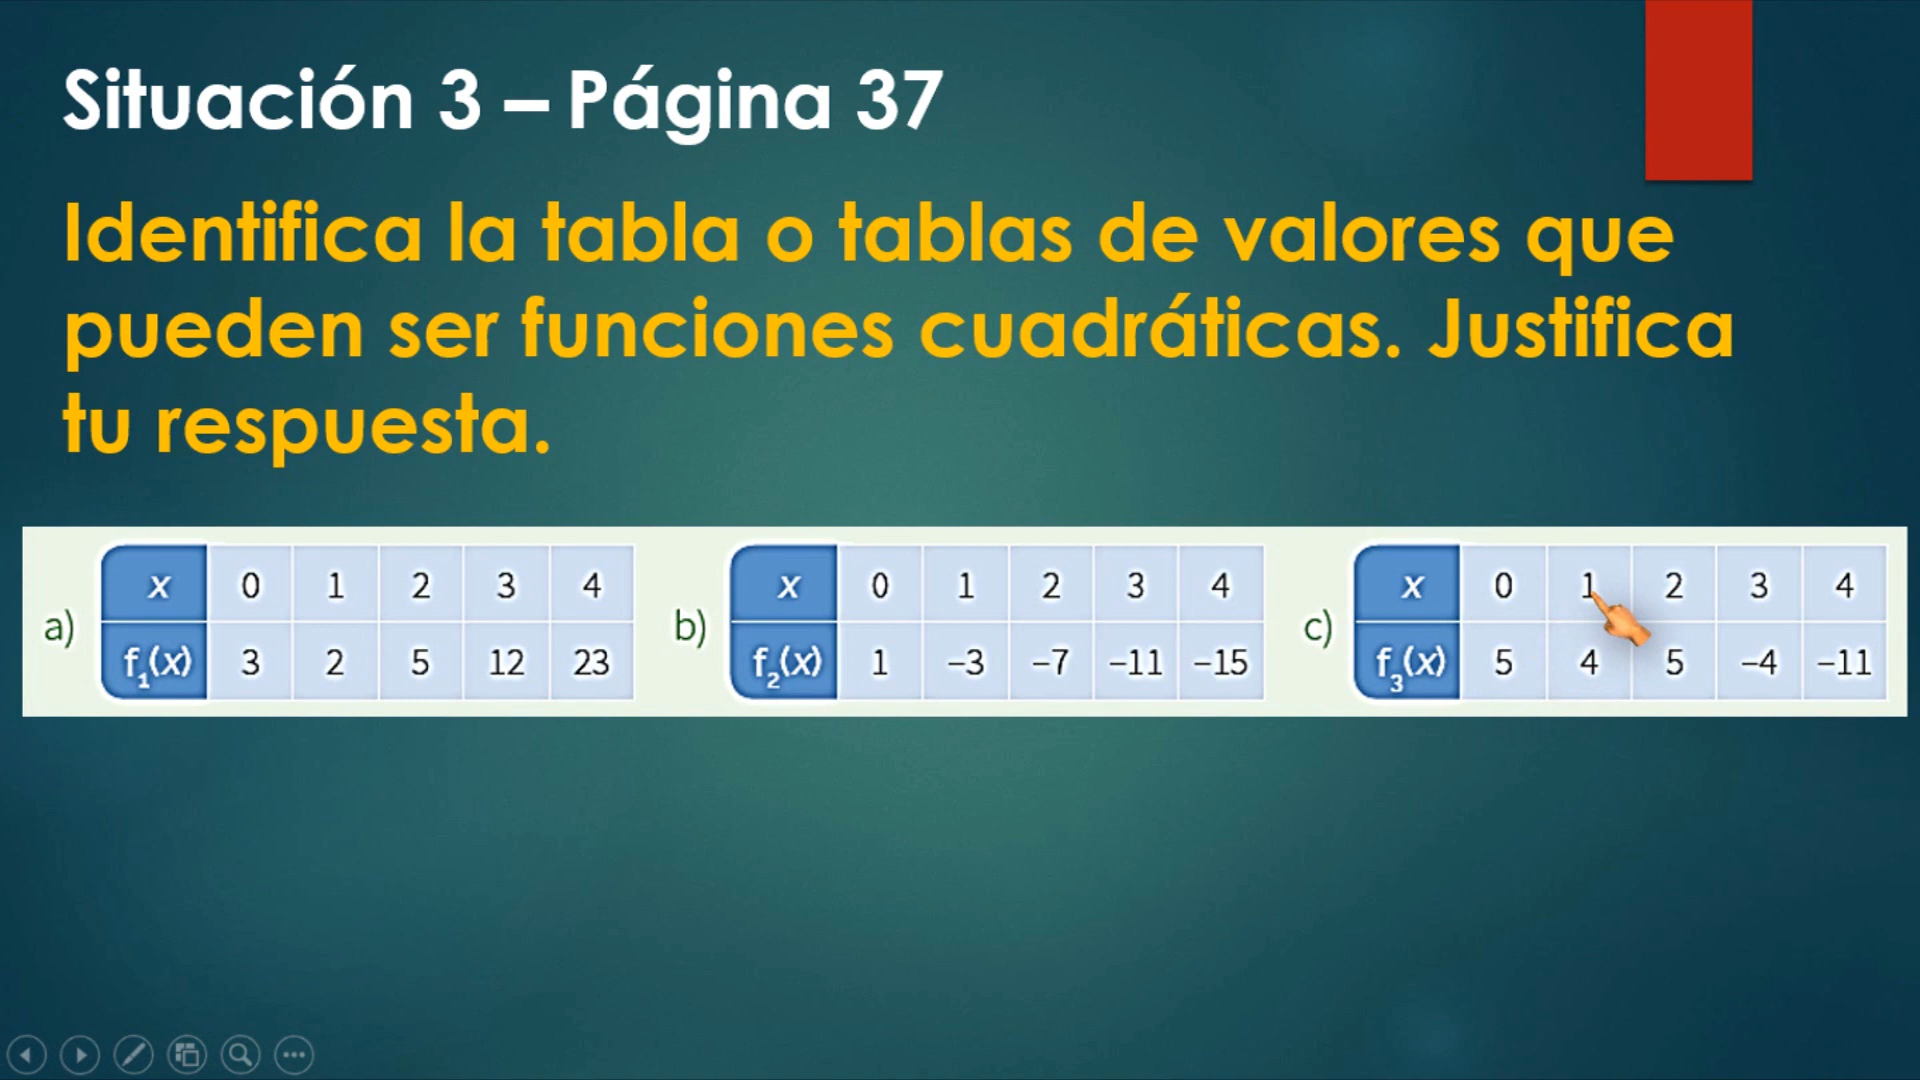 Situación 3 – Página 37
Identifica la tabla o tablas de valores que
pueden ser funciones cuadráticas. Justifica
tu respuesta.
a) x 0 1 2 3 4
f₁(x) 3 2 5 12 23
b) x 0 1 2 3 4
f₂(x) 1 −3 −7 −11 −15
c) x 0 1 2 3 4
f₃(x) 5 4 5 −4 −11